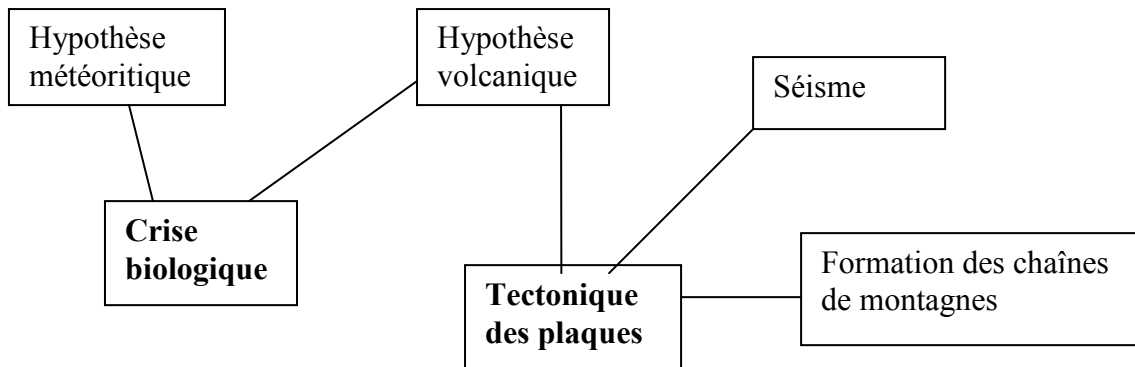 Hypothèse
météoritique
Hypothèse
volcanique
Séisme
Crise
biologique
Tectonique
des plaques
Formation des chaînes
de montagnes